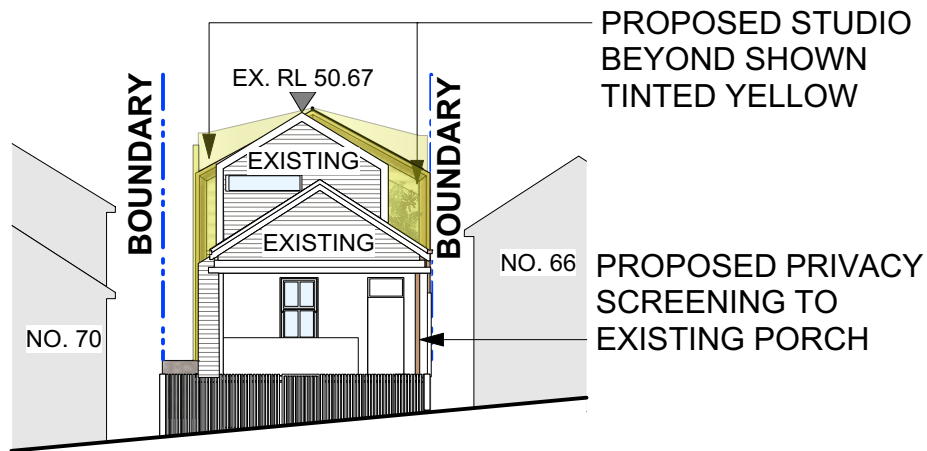 PROPOSED STUDIO
BEYOND SHOWN
TINTED YELLOW
EX. RL 50.67
BOUNDARY
BOUNDARY
EXISTING
EXISTING
NO. 66
PROPOSED PRIVACY
SCREENING TO
EXISTING PORCH
NO. 70